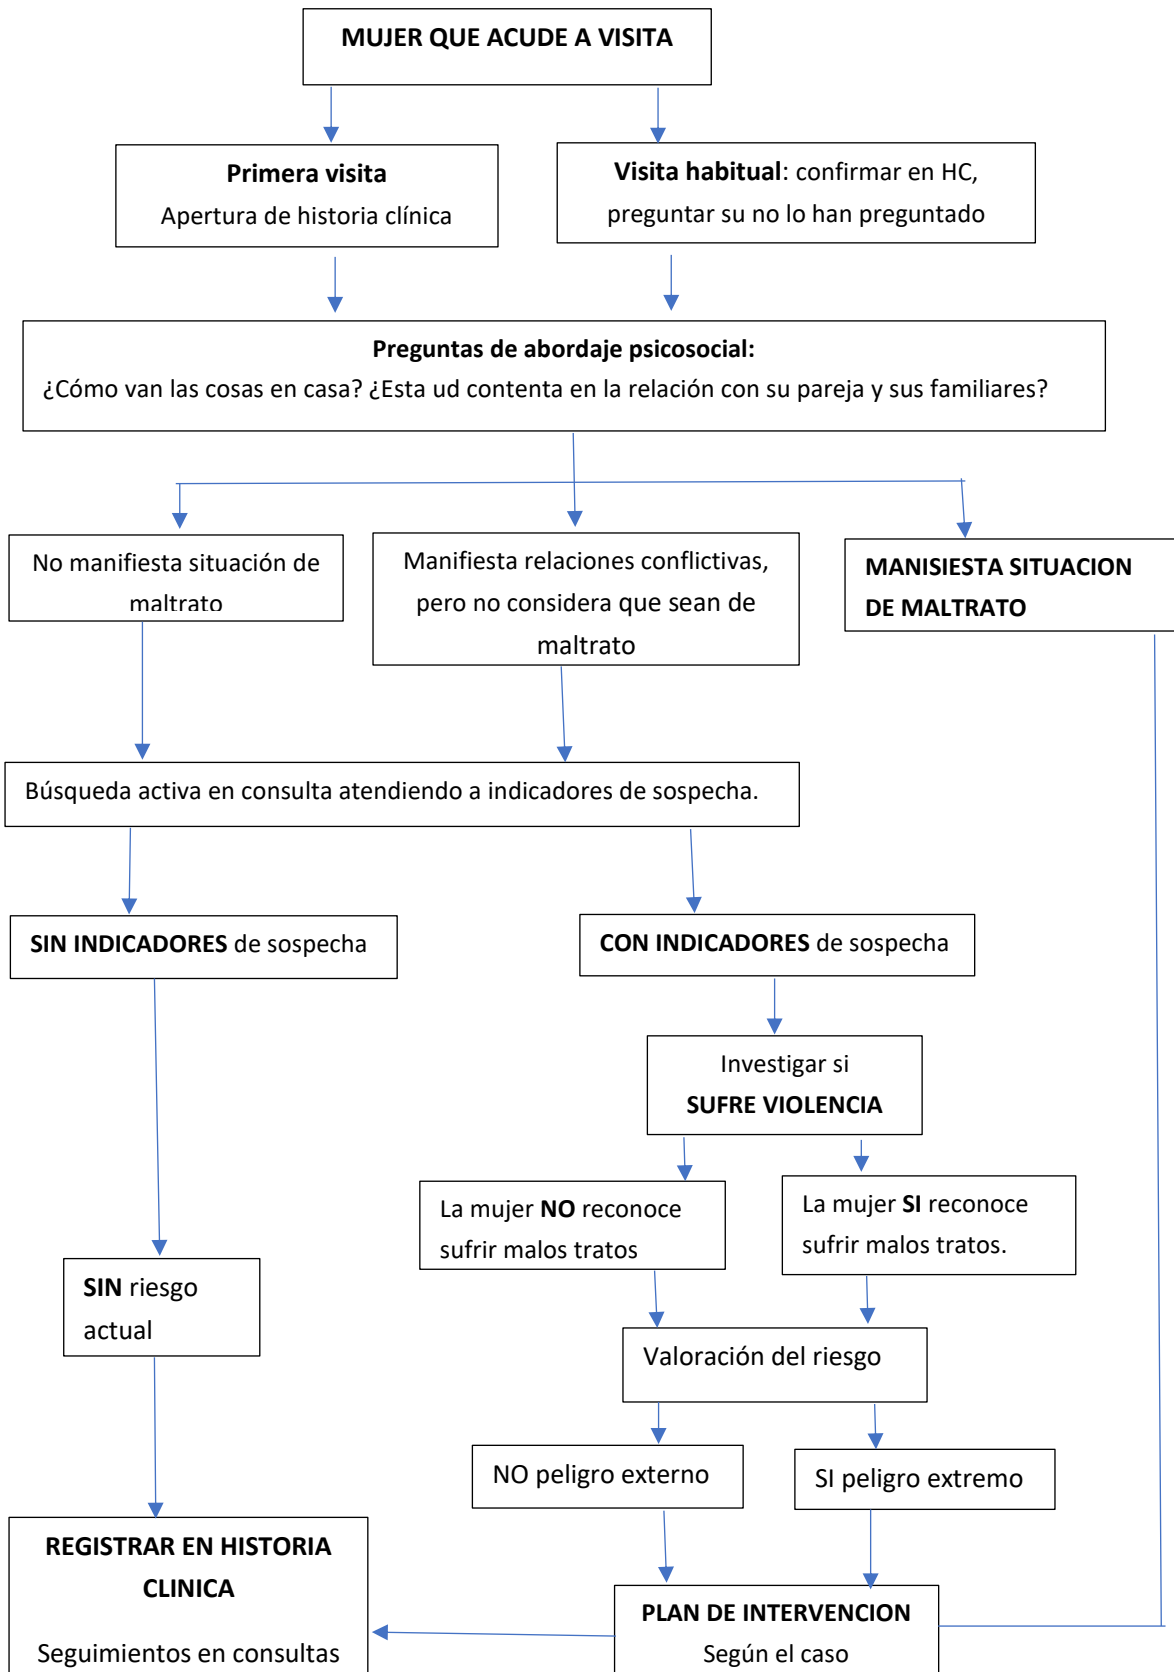 MUJER QUE ACUDE A VISITA
Primera visita
Apertura de historia clínica
Visita habitual: confirmar en HC,
preguntar su no lo han preguntado
Preguntas de abordaje psicosocial:
¿Cómo van las cosas en casa? ¿Esta ud contenta en la relación con su pareja y sus familiares?
No manifiesta situación de
maltrato
Manifiesta relaciones conflictivas,
pero no considera que sean de
maltrato
MANISIESTA SITUACION
DE MALTRATO
Búsqueda activa en consulta atendiendo a indicadores de sospecha.
SIN INDICADORES de sospecha
CON INDICADORES de sospecha
Investigar si
SUFRE VIOLENCIA
La mujer NO reconoce
sufrir malos tratos
La mujer SI reconoce
sufrir malos tratos.
SIN riesgo
actual
Valoración del riesgo
NO peligro externo
SI peligro extremo
REGISTRAR EN HISTORIA
CLINICA
Seguimientos en consultas
PLAN DE INTERVENCION
Según el caso